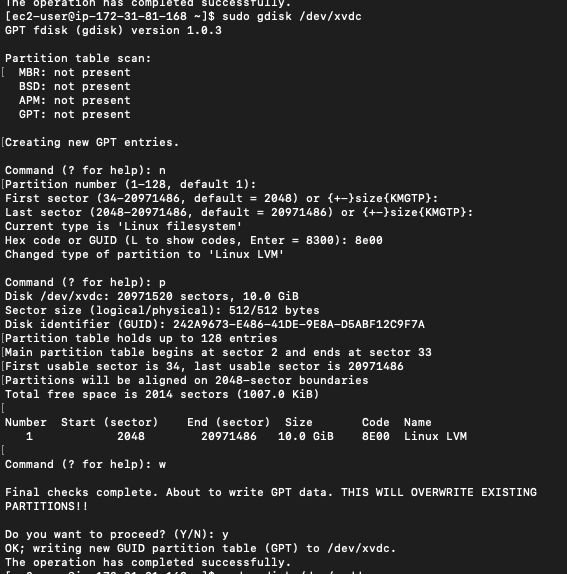 The operation has completed successfully.
[ec2-user@ip-172-31-81-168 ~]$ sudo gdisk /dev/xvdc
GPT fdisk (gdisk) version 1.0.3

Partition table scan:
[  MBR: not present
  BSD: not present
  APM: not present
  GPT: not present

[Creating new GPT entries.

Command (? for help): n
[Partition number (1-128, default 1):
First sector (34-20971486, default = 2048) or {+-}size{KMGTP}:
Last sector (2048-20971486, default = 20971486) or {+-}size{KMGTP}:
Current type is 'Linux filesystem'
Hex code or GUID (L to show codes, Enter = 8300): 8e00
Changed type of partition to 'Linux LVM'

Command (? for help): p
Disk /dev/xvdc: 20971520 sectors, 10.0 GiB
Sector size (logical/physical): 512/512 bytes
Disk identifier (GUID): 242A9673-E486-41DE-9E8A-D5ABF12C9F7A
[Partition table holds up to 128 entries
[Main partition table begins at sector 2 and ends at sector 33
[First usable sector is 34, last usable sector is 20971486
[Partitions will be aligned on 2048-sector boundaries
Total free space is 2014 sectors (1007.0 KiB)
[
Number  Start (sector)    End (sector)  Size       Code  Name
   1            2048        20971486   10.0 GiB    8E00  Linux LVM
[
Command (? for help): w

Final checks complete. About to write GPT data. THIS WILL OVERWRITE EXISTING
PARTITIONS!!

Do you want to proceed? (Y/N): y
OK; writing new GUID partition table (GPT) to /dev/xvdc.
The operation has completed successfully.